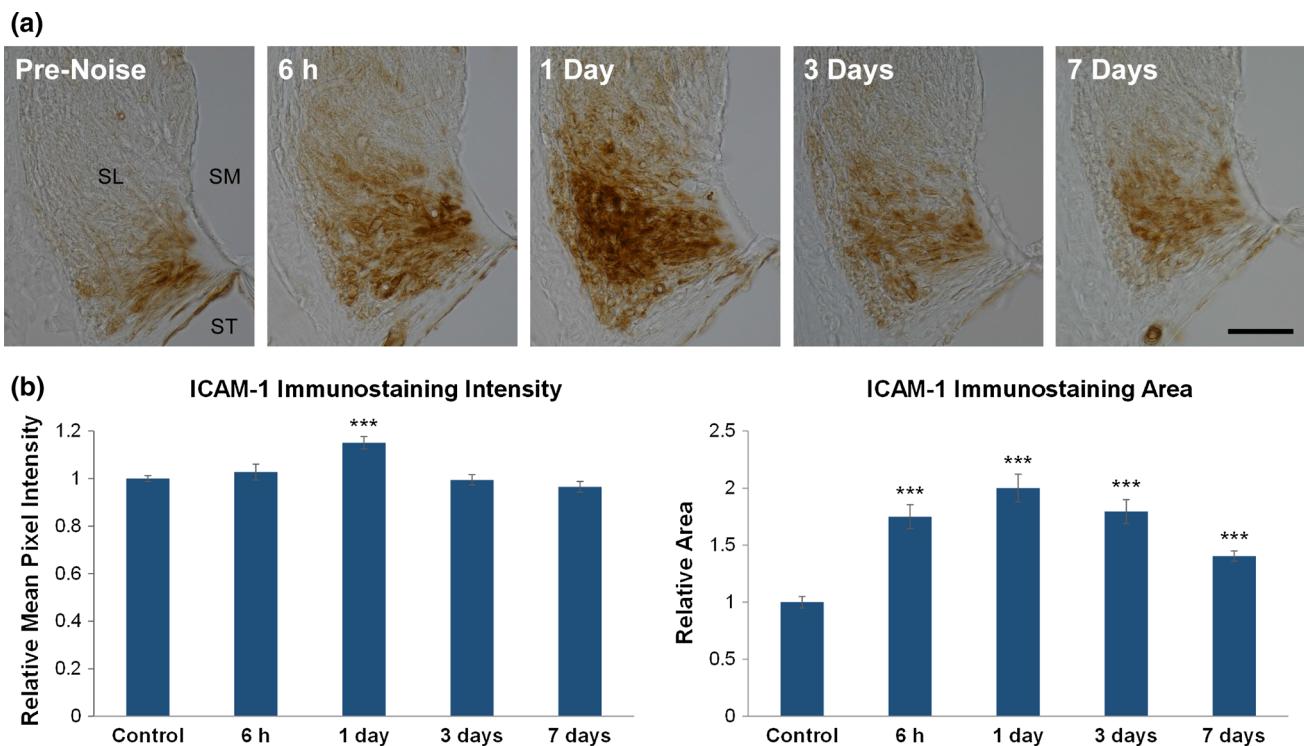 (a)
Pre-Noise
6 h
1 Day
3 Days
7 Days
SL
SM
ST
(b)
ICAM-1 Immunostaining Intensity
Relative Mean Pixel Intensity
1.2
1
0.8
0.6
0.4
0.2
0
***
Control
6 h
1 day
3 days
7 days
ICAM-1 Immunostaining Area
Relative Area
2.5
2
1.5
1
0.5
0
***
***
***
***
Control
6 h
1 day
3 days
7 days